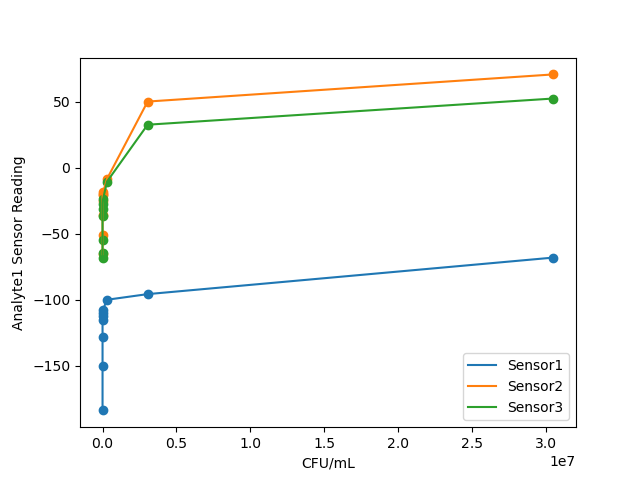 50
0
−50
−100
−150
Analyte1 Sensor Reading
Sensor1
Sensor2
Sensor3
0.0 0.5 1.0 1.5 2.0 2.5 3.0
1e7
CFU/mL